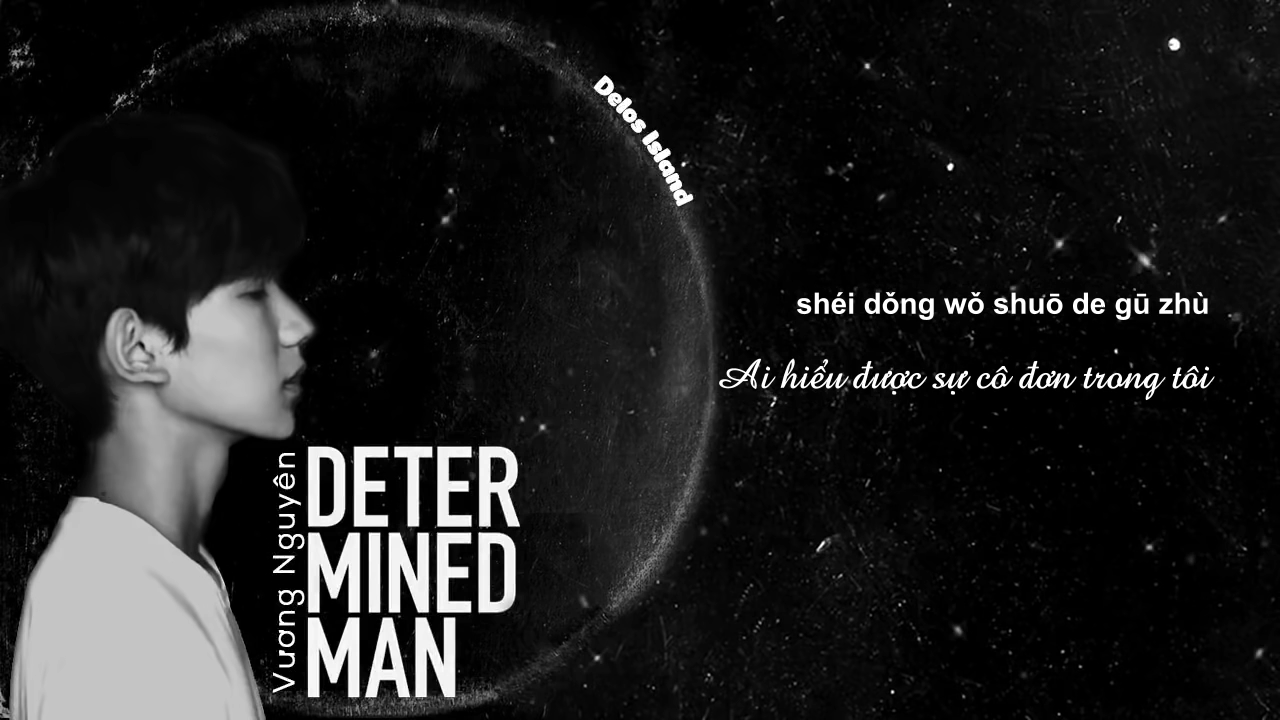 Delos Island
shéi dǒng wǒ shuō de gū zhù
Ai hiểu được sự cô đơn trong tôi
Vương Nguyên
DETER
MINED
MAN